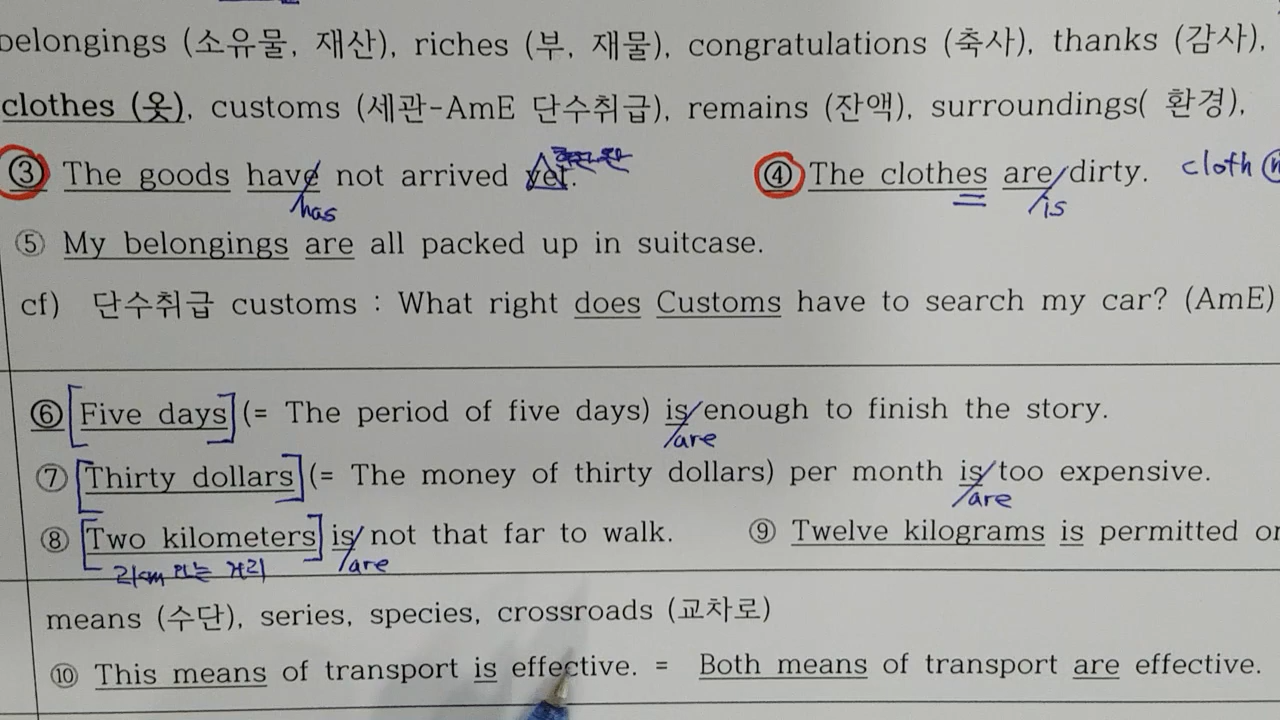 belongings (소유물, 재산), riches (부, 재물), congratulations (축사), thanks (감사),
clothes (옷), customs (세관-AmE 단수취급), remains (잔액), surroundings( 환경),
③ The goods have/has not arrived yet. ④ The clothes are/is dirty. cloth
⑤ My belongings are all packed up in suitcase.
cf) 단수취급 customs : What right does Customs have to search my car? (AmE)
⑥ [Five days] (= The period of five days) is/are enough to finish the story.
⑦ [Thirty dollars] (= The money of thirty dollars) per month is/are too expensive.
⑧ [Two kilometers] is/are not that far to walk. ⑨ Twelve kilograms is permitted
2km 라는 거리
means (수단), series, species, crossroads (교차로)
⑩ This means of transport is effective. = Both means of transport are effective.